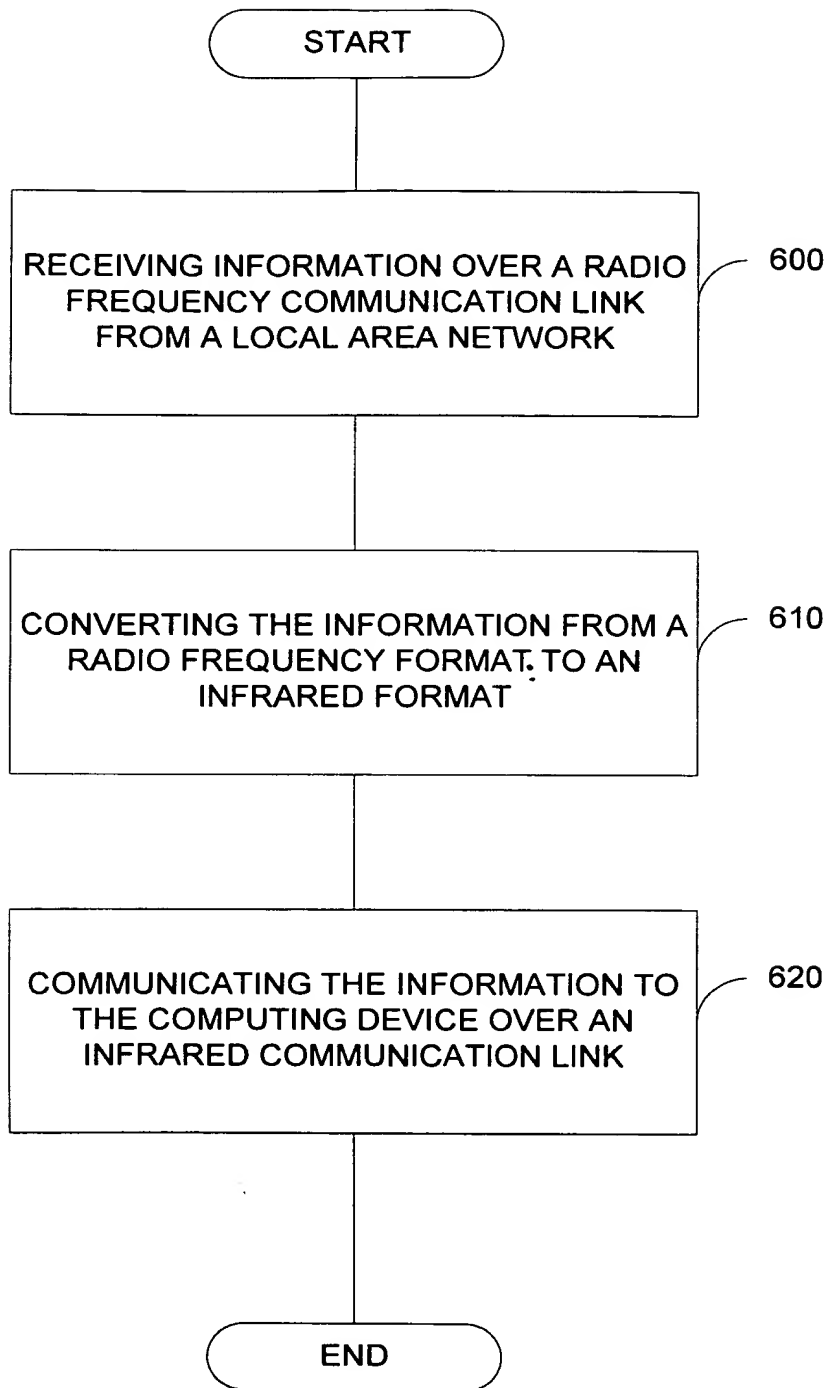 START
RECEIVING INFORMATION OVER A RADIO
FREQUENCY COMMUNICATION LINK
FROM A LOCAL AREA NETWORK
600
CONVERTING THE INFORMATION FROM A
RADIO FREQUENCY FORMAT TO AN
INFRARED FORMAT
610
COMMUNICATING THE INFORMATION TO
THE COMPUTING DEVICE OVER AN
INFRARED COMMUNICATION LINK
620
END